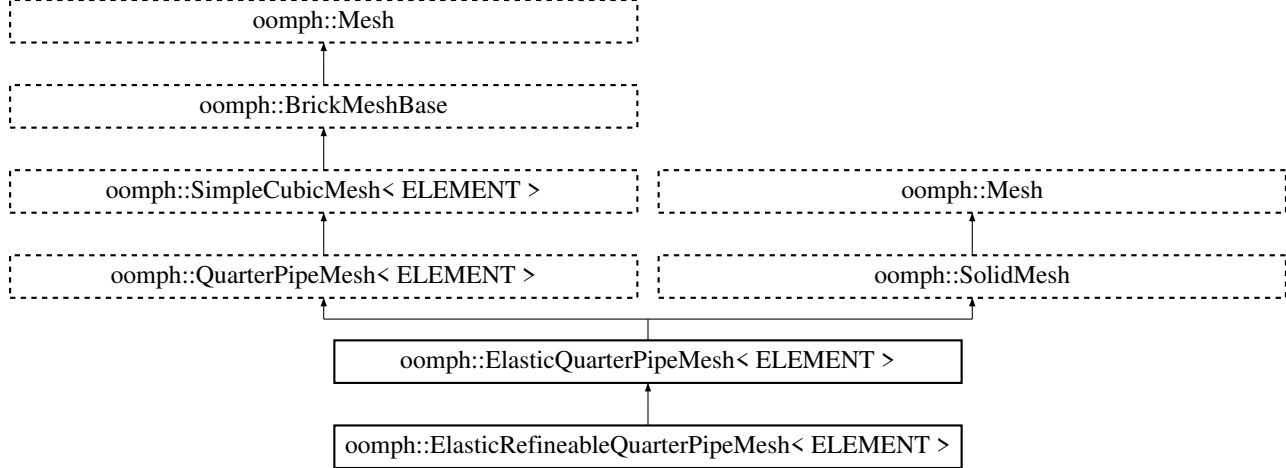 oomph::Mesh
oomph::BrickMeshBase
oomph::SimpleCubicMesh< ELEMENT >
oomph::Mesh
oomph::QuarterPipeMesh< ELEMENT >
oomph::SolidMesh
oomph::ElasticQuarterPipeMesh< ELEMENT >
oomph::ElasticRefineableQuarterPipeMesh< ELEMENT >